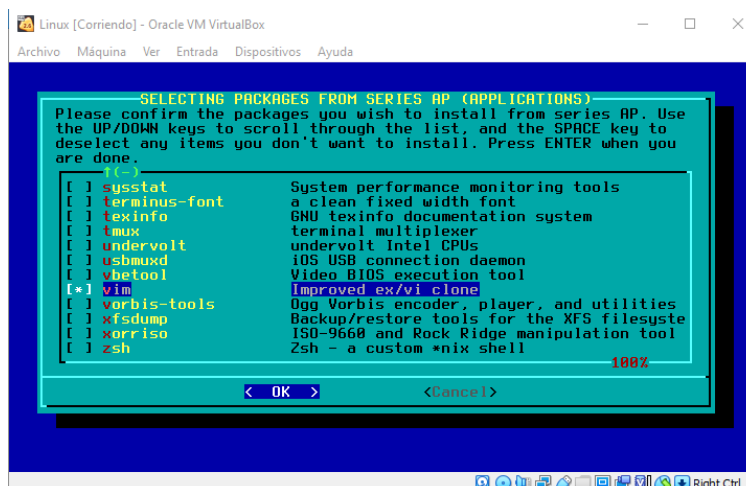 Linux [Corriendo] - Oracle VM VirtualBox
Archivo Máquina Ver Entrada Dispositivos Ayuda
SELECTING PACKAGES FROM SERIES AP (APPLICATIONS)
Please confirm the packages you wish to install from series AP. Use
the UP/DOWN keys to scroll through the list, and the SPACE key to
deselect any items you don't want to install. Press ENTER when you
are done.
↑(-)
[ ] sysstat System performance monitoring tools
[ ] terminus-font a clean fixed width font
[ ] texinfo GNU texinfo documentation system
[ ] tmux terminal multiplexer
[ ] undervolt undervolt Intel CPUs
[ ] usbmuxd iOS USB connection daemon
[ ] vbetool Video BIOS execution tool
[*] vim Improved ex/vi clone
[ ] vorbis-tools Ogg Vorbis encoder, player, and utilities
[ ] xfsdump Backup/restore tools for the XFS filesyste
[ ] xorriso ISO-9660 and Rock Ridge manipulation tool
[ ] zsh Zsh - a custom *nix shell
100%
< OK > <Cancel>
Right Ctrl